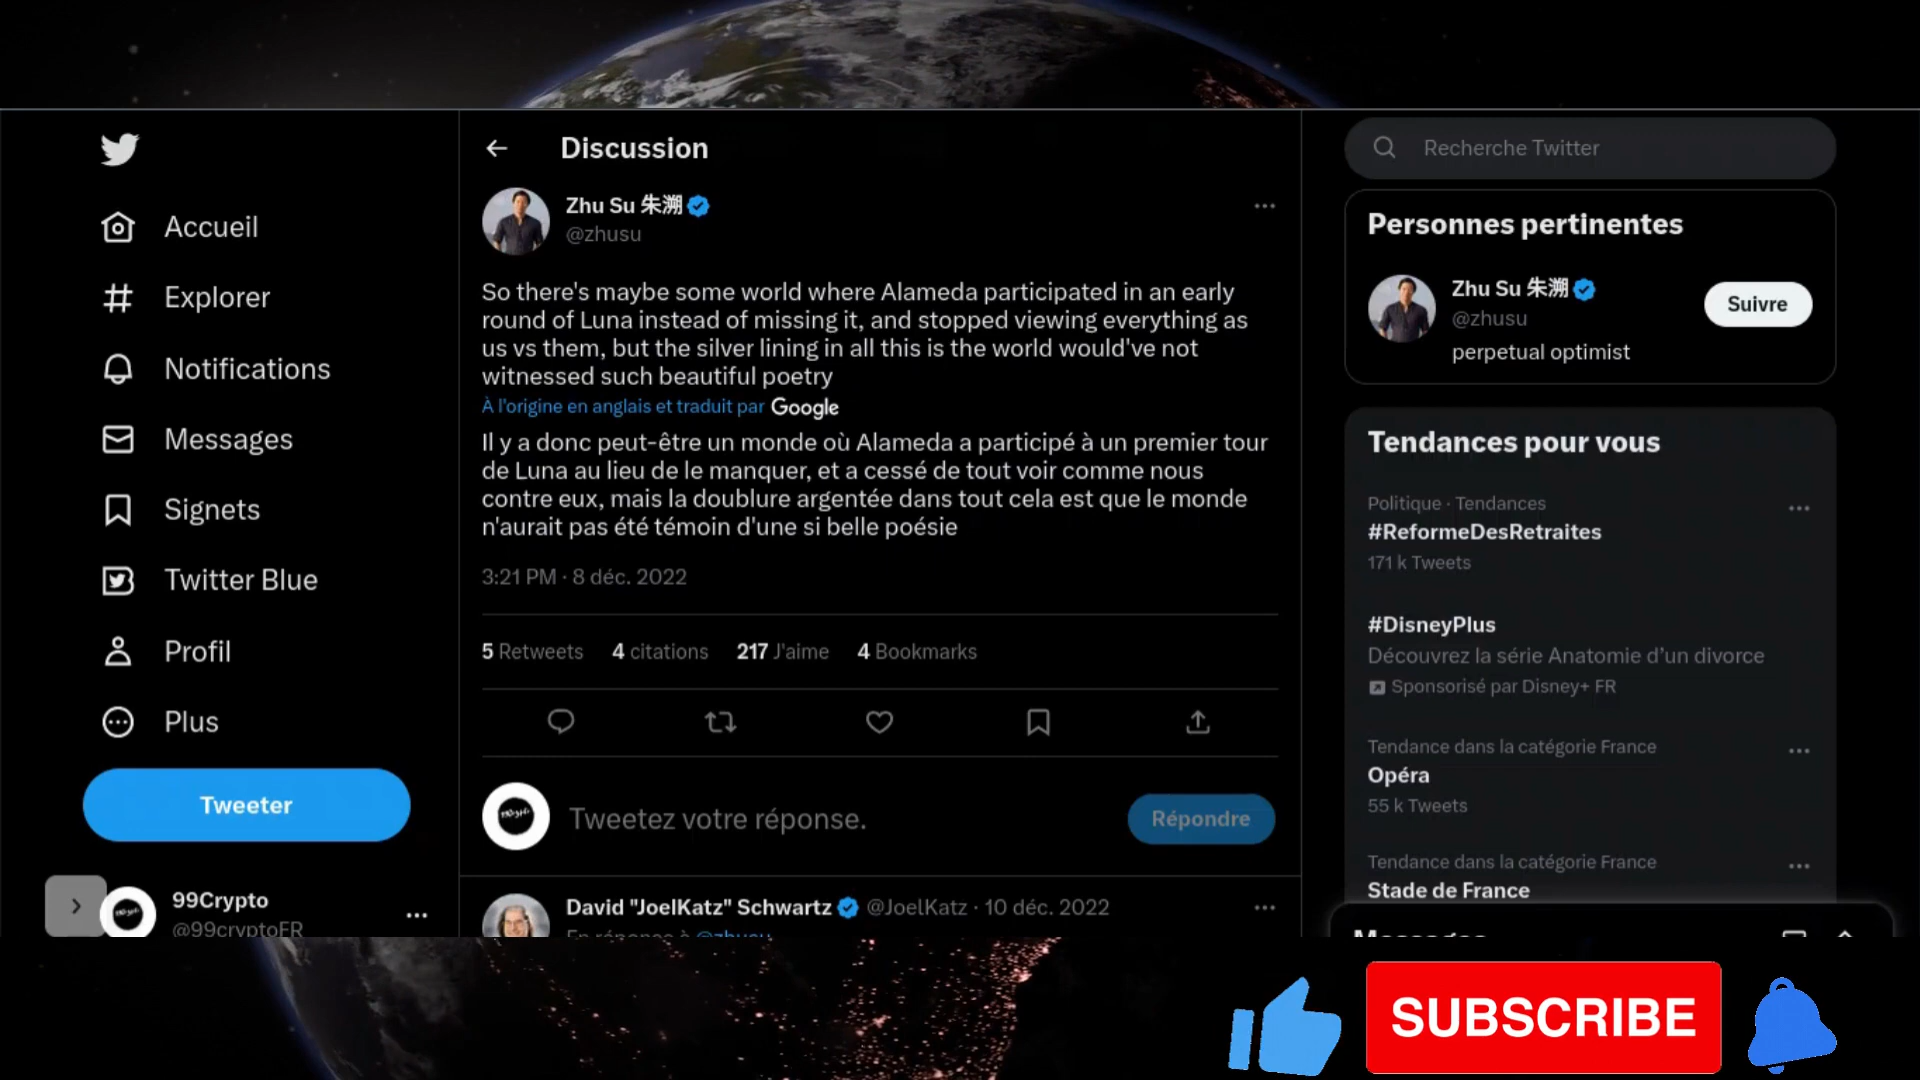 Accueil
Explorer
Notifications
Messages
Signets
Twitter Blue
Profil
Plus
Tweeter
99Crypto
@99cryptoFR
Discussion
Zhu Su 朱溯
@zhusu
So there's maybe some world where Alameda participated in an early
round of Luna instead of missing it, and stopped viewing everything as
us vs them, but the silver lining in all this is the world would've not
witnessed such beautiful poetry
À l'origine en anglais et traduit par Google
Il y a donc peut-être un monde où Alameda a participé à un premier tour
de Luna au lieu de le manquer, et a cessé de tout voir comme nous
contre eux, mais la doublure argentée dans tout cela est que le monde
n'aurait pas été témoin d'une si belle poésie
3:21 PM · 8 déc. 2022
5 Retweets 4 citations 217 J'aime 4 Bookmarks
Tweetez votre réponse.
Répondre
David "JoelKatz" Schwartz @JoelKatz · 10 déc. 2022
En réponse à @zhusu
Recherche Twitter
Personnes pertinentes
Zhu Su 朱溯
@zhusu
Suivre
perpetual optimist
Tendances pour vous
Politique · Tendances
#ReformeDesRetraites
171 k Tweets
#DisneyPlus
Découvrez la série Anatomie d’un divorce
Sponsorisé par Disney+ FR
Tendance dans la catégorie France
Opéra
55 k Tweets
Tendance dans la catégorie France
Stade de France
Messages
SUBSCRIBE